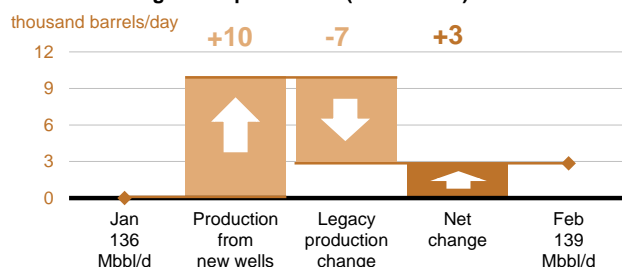 thousand barrels/day
+10 -7 +3
12
9
6
3
0
Jan
136
Mbbl/d
Production
from
new wells
Legacy
production
change
Net
change
Feb
139
Mbbl/d